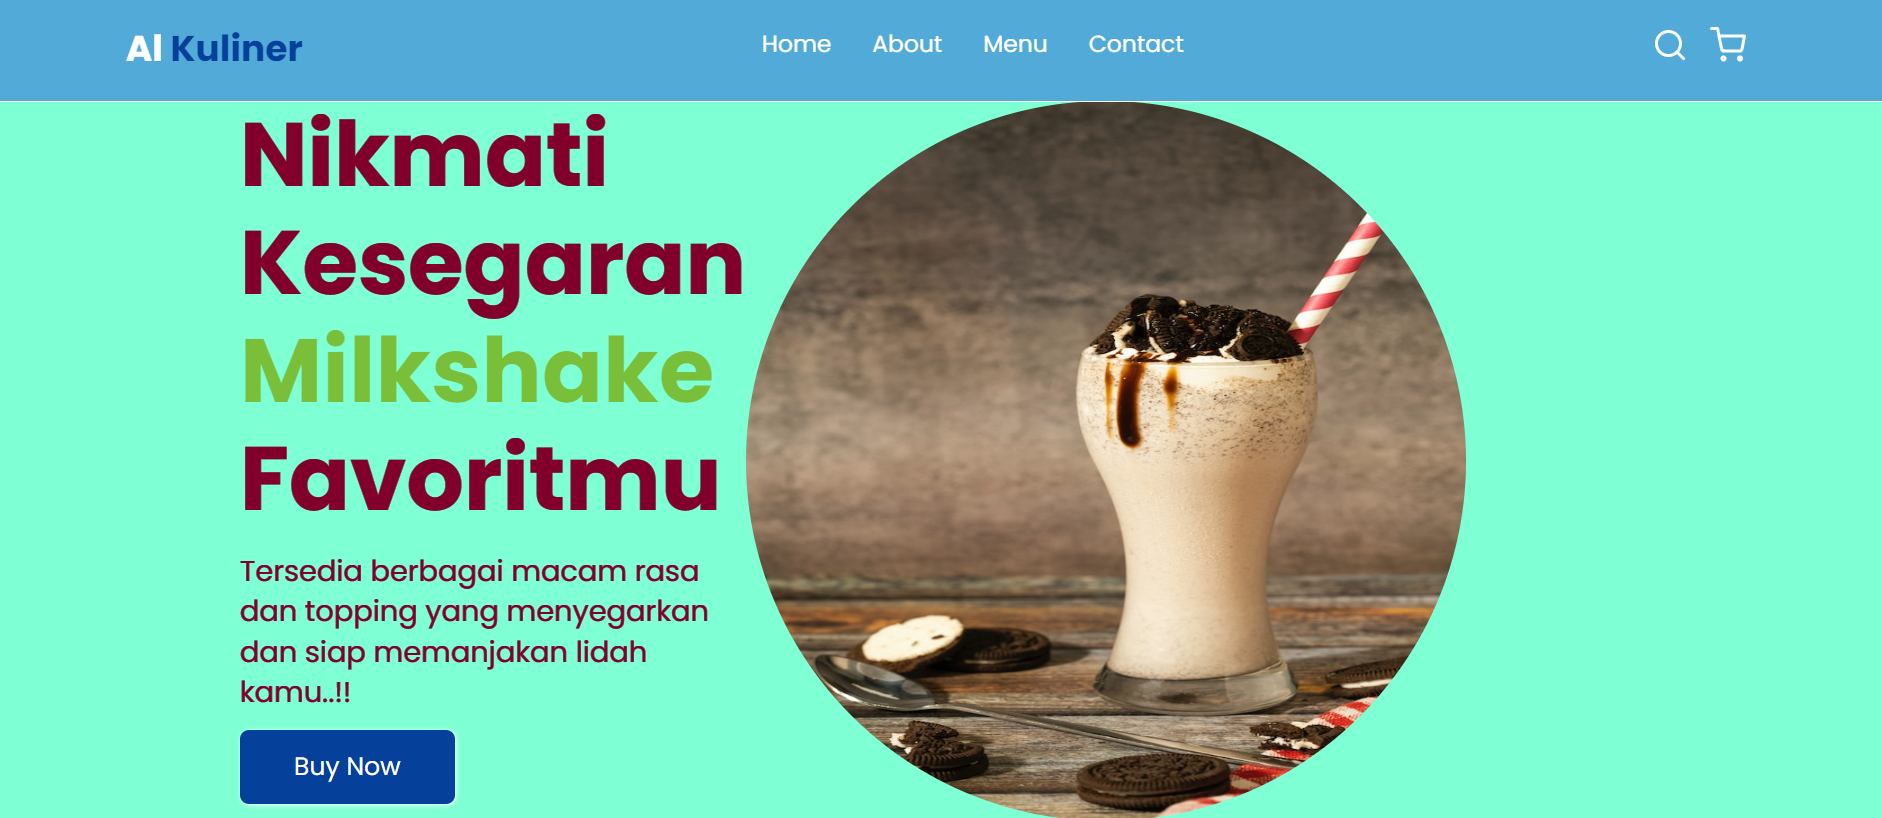 Al Kuliner
Home About Menu Contact
Nikmati
Kesegaran
Milkshake
Favoritmu
Tersedia berbagai macam rasa
dan topping yang menyegarkan
dan siap memanjakan lidah
kamu..!!
Buy Now